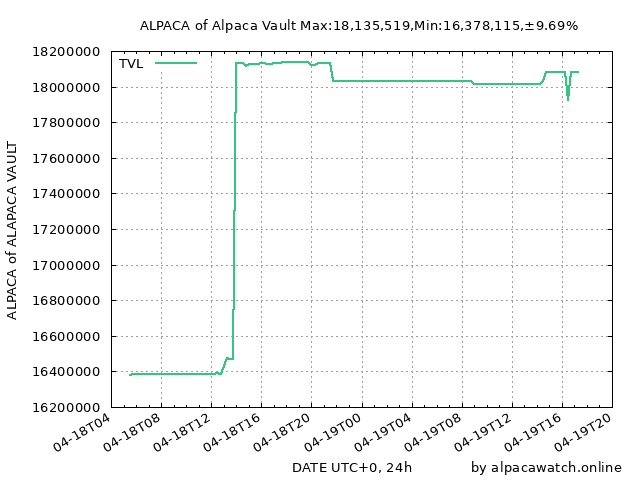 ALPACA of Alpaca Vault Max:18,135,519,Min:16,378,115,±9.69%
TVL
18200000
18000000
17800000
17600000
17400000
17200000
17000000
16800000
16600000
16400000
16200000
ALPACA of ALAPACA VAULT
04-18T04
04-18T08
04-18T12
04-18T16
04-18T20
04-19T00
04-19T04
04-19T08
04-19T12
04-19T16
04-19T20
DATE UTC+0, 24h
by alpacawatch.online